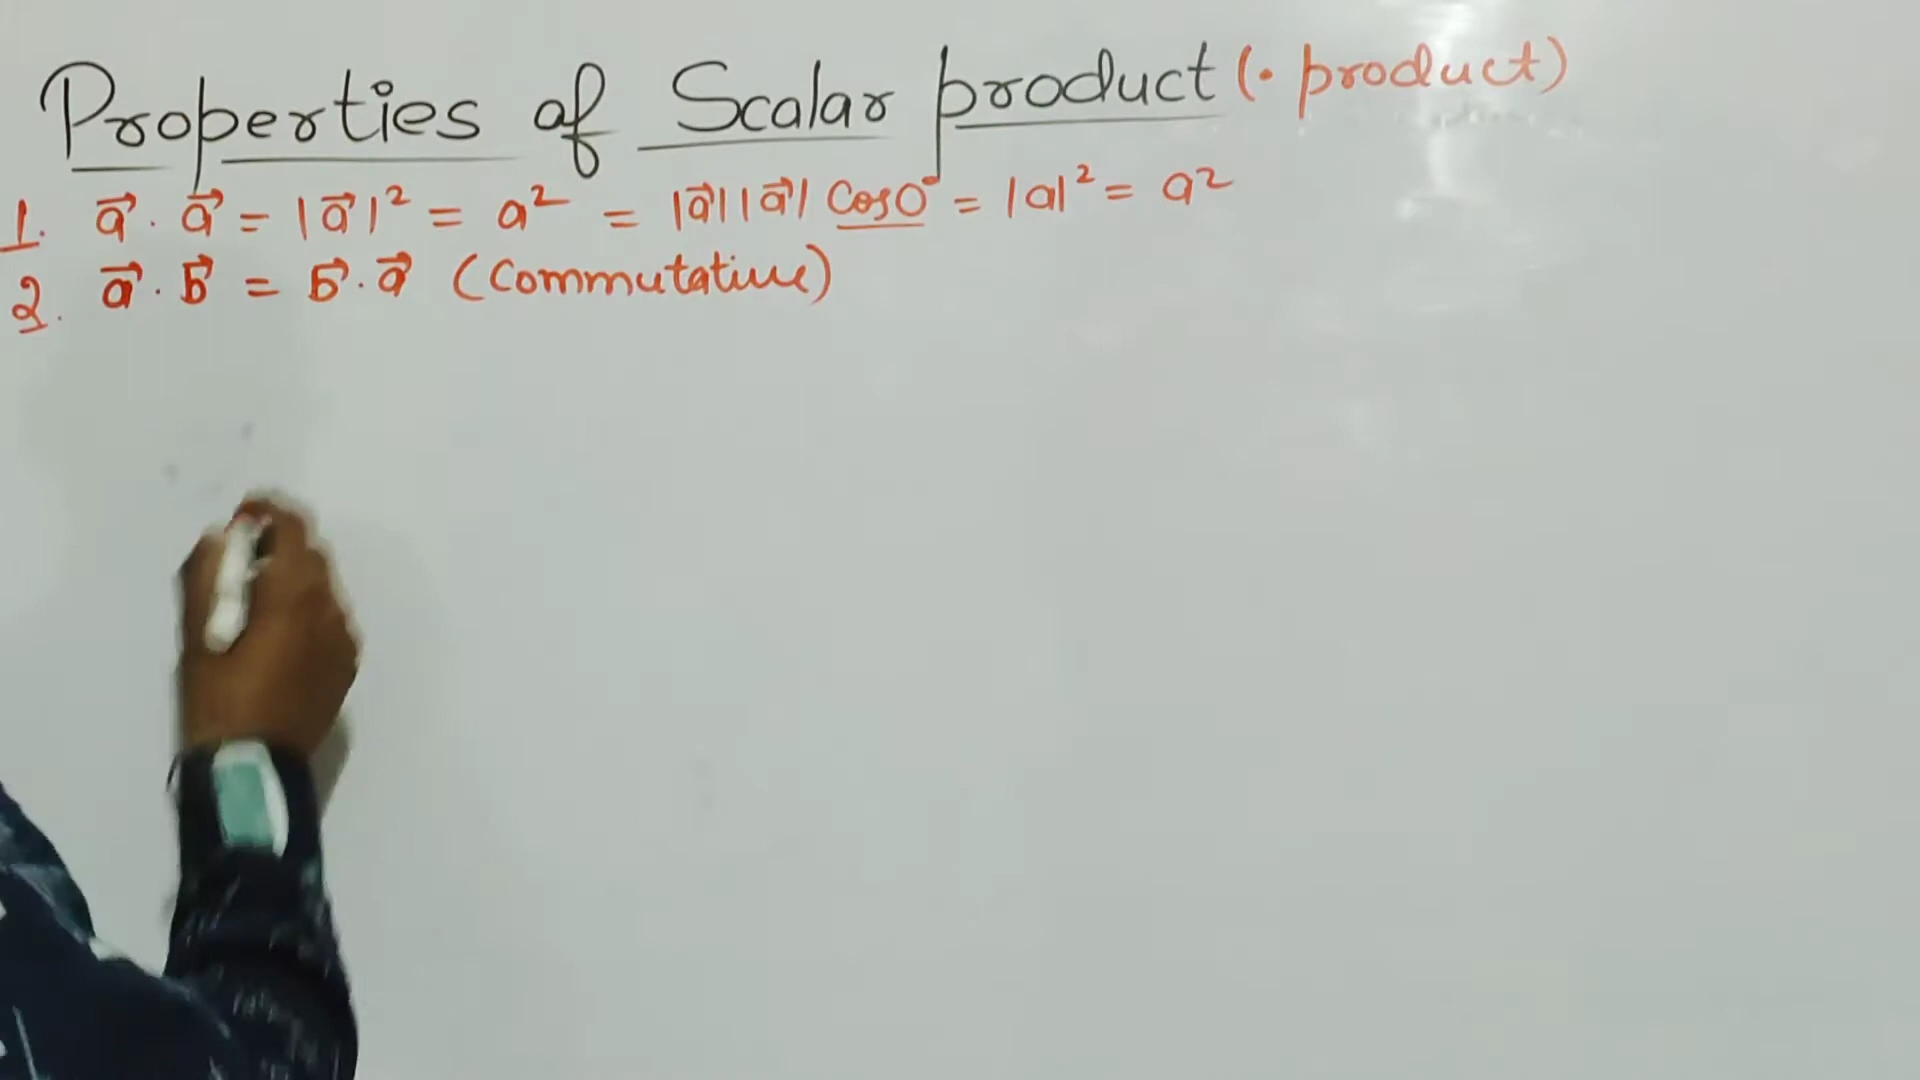 Properties of Scalar product (· product)
1. a⃗ · a⃗ = |a⃗|² = a² = |a⃗||a⃗| Cos0° = |a|² = a²
2. a⃗ · b⃗ = b⃗ · a⃗ (Commutative)